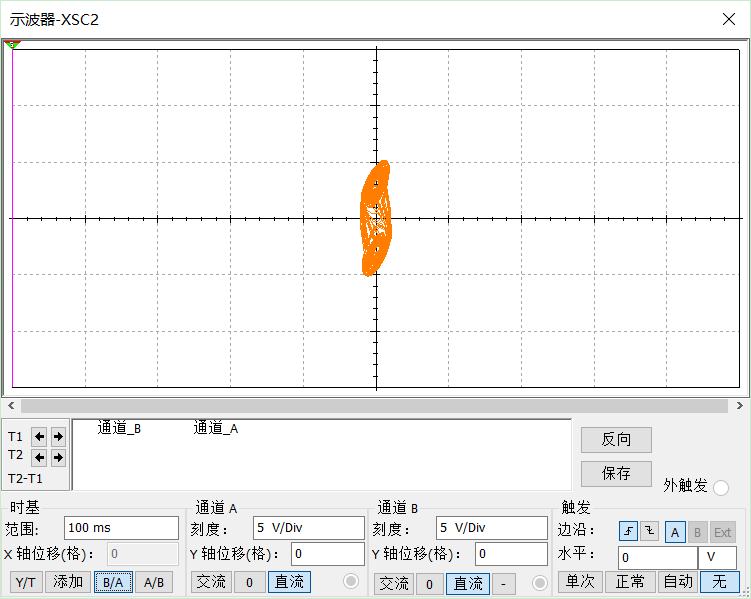 示波器-XSC2
通道_B 通道_A
T1
T2
T2-T1
反向
保存
外触发
时基 通道 A 通道 B 触发
范围: 100 ms 刻度: 5 V/Div 刻度: 5 V/Div 边沿: A B Ext
X 轴位移(格): 0 Y 轴位移(格): 0 Y 轴位移(格): 0 水平: 0 V
Y/T 添加 B/A A/B 交流 0 直流 交流 0 直流 - 单次 正常 自动 无